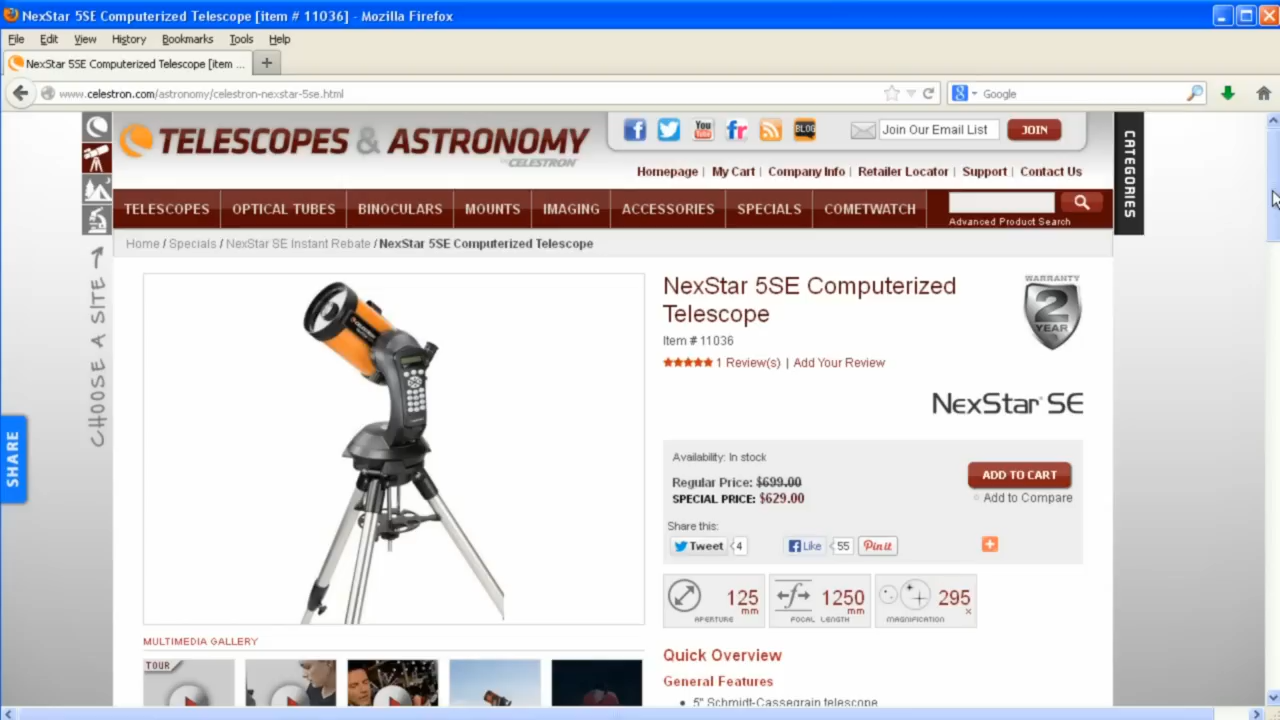 NexStar 5SE Computerized Telescope [item # 11036] - Mozilla Firefox
File Edit View History Bookmarks Tools Help
NexStar 5SE Computerized Telescope [item ...
www.celestron.com/astronomy/celestron-nexstar-5se.html
Google
TELESCOPES & ASTRONOMY
BY CELESTRON
You Tube
BLOG
Join Our Email List
JOIN
Homepage | My Cart | Company Info | Retailer Locator | Support | Contact Us
CATEGORIES
TELESCOPES OPTICAL TUBES BINOCULARS MOUNTS IMAGING ACCESSORIES SPECIALS COMETWATCH
Advanced Product Search
Home / Specials / NexStar SE Instant Rebate / NexStar 5SE Computerized Telescope
CHOOSE A SITE
SHARE
NexStar 5SE Computerized
Telescope
WARRANTY
2
YEAR
Item # 11036
1 Review(s) | Add Your Review
NexStar SE
Availability: In stock
Regular Price: $699.00
SPECIAL PRICE: $629.00
ADD TO CART
Add to Compare
Share this:
Tweet 4
Like 55
Pin it
125 mm
APERTURE
1250 mm
FOCAL LENGTH
295 x
MAGNIFICATION
MULTIMEDIA GALLERY
TOUR
Quick Overview
General Features
5" Schmidt-Cassegrain telescope